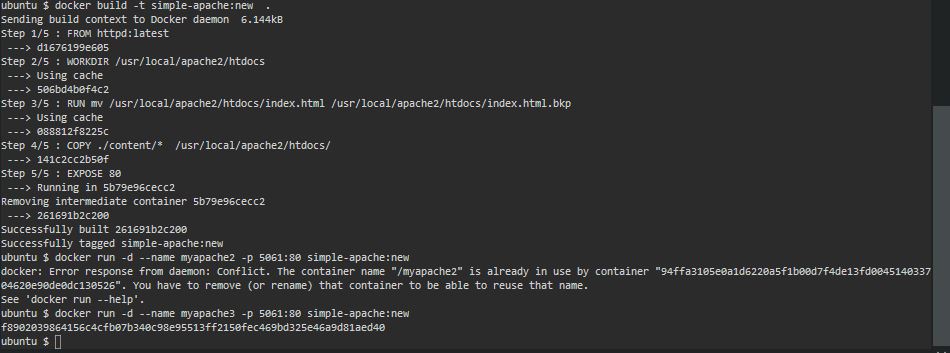 ubuntu $ docker build -t simple-apache:new  .
Sending build context to Docker daemon  6.144kB
Step 1/5 : FROM httpd:latest
 ---> d1676199e605
Step 2/5 : WORKDIR /usr/local/apache2/htdocs
 ---> Using cache
 ---> 506bd4b0f4c2
Step 3/5 : RUN mv /usr/local/apache2/htdocs/index.html /usr/local/apache2/htdocs/index.html.bkp
 ---> Using cache
 ---> 088812f8225c
Step 4/5 : COPY ./content/*  /usr/local/apache2/htdocs/
 ---> 141c2cc2b50f
Step 5/5 : EXPOSE 80
 ---> Running in 5b79e96cecc2
Removing intermediate container 5b79e96cecc2
 ---> 261691b2c200
Successfully built 261691b2c200
Successfully tagged simple-apache:new
ubuntu $ docker run -d --name myapache2 -p 5061:80 simple-apache:new
docker: Error response from daemon: Conflict. The container name "/myapache2" is already in use by container "94ffa3105e0a1d6220a5f1b00d7f4de13fd0045140337
04620e90de0dc130526". You have to remove (or rename) that container to be able to reuse that name.
See 'docker run --help'.
ubuntu $ docker run -d --name myapache3 -p 5061:80 simple-apache:new
f8902039864156c4cfb07b340c98e95513ff2150fec469bd325e46a9d81aed40
ubuntu $